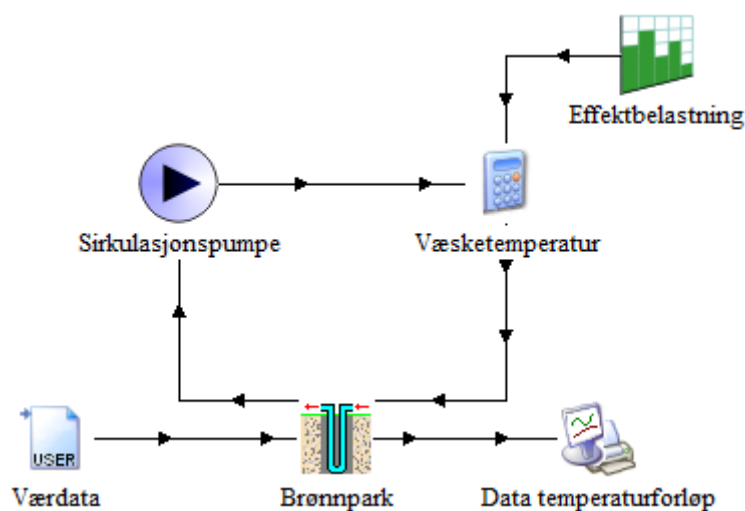 Effektbelastning
Sirkulasjonspumpe
Væsketemperatur
USER
Værdata
Brønnpark
Data temperaturforløp